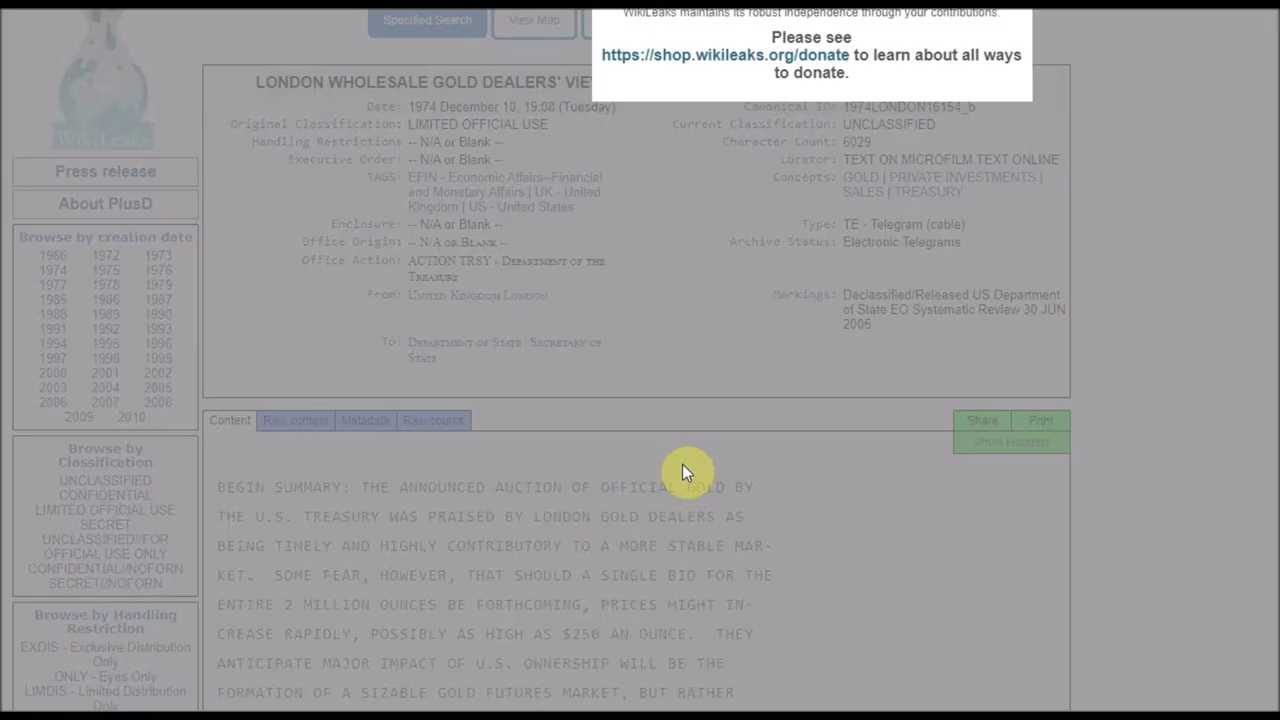 WikiLeaks maintains its robust independence through your contributions.
Please see
https://shop.wikileaks.org/donate to learn about all ways
to donate.
Specified Search
View Map
WikiLeaks
Press release
About PlusD
Browse by creation date
1966 1972 1973
1974 1975 1976
1977 1978 1979
1985 1986 1987
1988 1989 1990
1991 1992 1993
1994 1995 1996
1997 1998 1999
2000 2001 2002
2003 2004 2005
2006 2007 2008
2009 2010
Browse by
Classification
UNCLASSIFIED
CONFIDENTIAL
LIMITED OFFICIAL USE
SECRET
UNCLASSIFIED//FOR
OFFICIAL USE ONLY
CONFIDENTIAL//NOFORN
SECRET//NOFORN
Browse by Handling
Restriction
EXDIS - Exclusive Distribution
Only
ONLY - Eyes Only
LIMDIS - Limited Distribution
Only
LONDON WHOLESALE GOLD DEALERS' VIE
Date: 1974 December 10, 19:08 (Tuesday)
Original Classification: LIMITED OFFICIAL USE
Handling Restrictions -- N/A or Blank --
Executive Order: -- N/A or Blank --
TAGS: EFIN - Economic Affairs--Financial
and Monetary Affairs | UK - United
Kingdom | US - United States
Enclosure: -- N/A or Blank --
Office Origin: -- N/A or Blank --
Office Action: ACTION TRSY - Department of the
Treasury
From: United Kingdom London
To: Department of State | Secretary of
State
Canonical ID: 1974LONDON16154_b
Current Classification: UNCLASSIFIED
Character Count: 6029
Locator: TEXT ON MICROFILM,TEXT ONLINE
Concepts: GOLD | PRIVATE INVESTMENTS |
SALES | TREASURY
Type: TE - Telegram (cable)
Archive Status: Electronic Telegrams
Markings: Declassified/Released US Department
of State EO Systematic Review 30 JUN
2005
Content Raw content Metadata Raw source
Share Print
Show Headers
BEGIN SUMMARY: THE ANNOUNCED AUCTION OF OFFICIAL GOLD BY
THE U.S. TREASURY WAS PRAISED BY LONDON GOLD DEALERS AS
BEING TIMELY AND HIGHLY CONTRIBUTORY TO A MORE STABLE MAR-
KET. SOME FEAR, HOWEVER, THAT SHOULD A SINGLE BID FOR THE
ENTIRE 2 MILLION OUNCES BE FORTHCOMING, PRICES MIGHT IN-
CREASE RAPIDLY, POSSIBLY AS HIGH AS $250 AN OUNCE. THEY
ANTICIPATE MAJOR IMPACT OF U.S. OWNERSHIP WILL BE THE
FORMATION OF A SIZABLE GOLD FUTURES MARKET, BUT RATHER